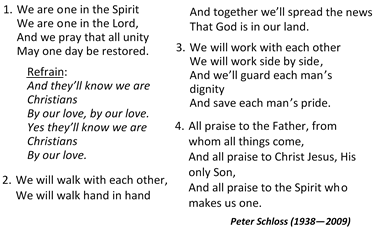 1. We are one in the Spirit
We are one in the Lord,
And we pray that all unity
May one day be restored.
Refrain:
And they'll know we are
Christians
By our love, by our love.
Yes they'll know we are
Christians
By our love.
2. We will walk with each other,
We will walk hand in hand
And together we'll spread the news
That God is in our land.
3. We will work with each other
We will work side by side,
And we'll guard each man's
dignity
And save each man's pride.
4. All praise to the Father, from
whom all things come,
And all praise to Christ Jesus, His
only Son,
And all praise to the Spirit who
makes us one.
Peter Schloss (1938—2009)